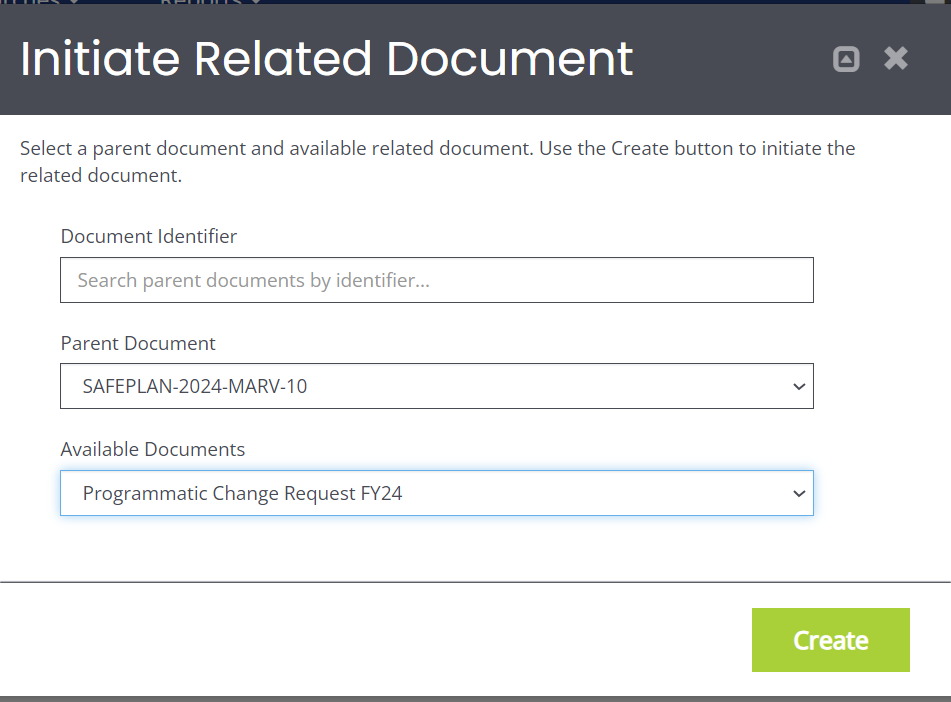 Reports
Initiate Related Document
Select a parent document and available related document. Use the Create button to initiate the
related document.
Document Identifier
Search parent documents by identifier...
Parent Document
SAFEPLAN-2024-MARV-10
Available Documents
Programmatic Change Request FY24
Create